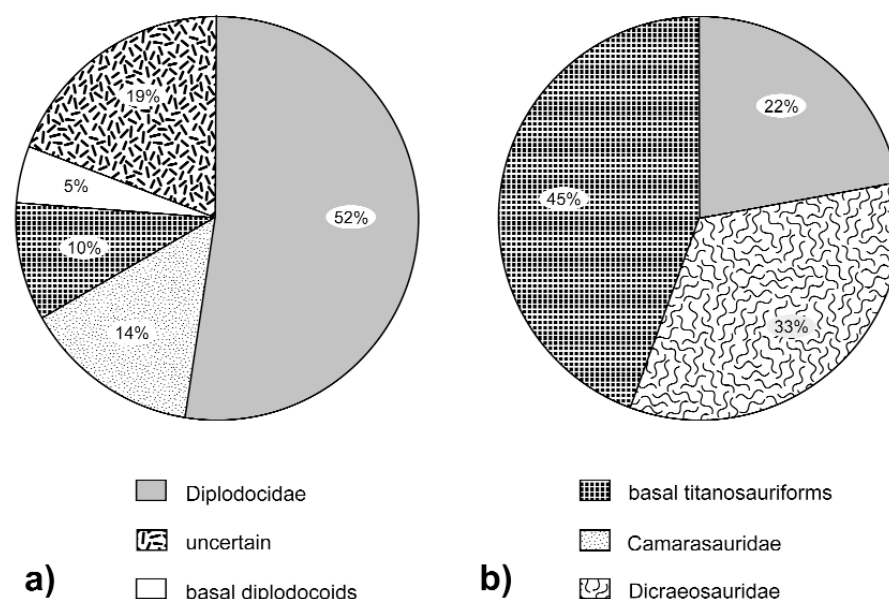 19%
5%
10%
14%
52%
22%
45%
33%
Diplodocidae
uncertain
a) basal diplodocoids
basal titanosauriforms
Camarasauridae
b) Dicraeosauridae